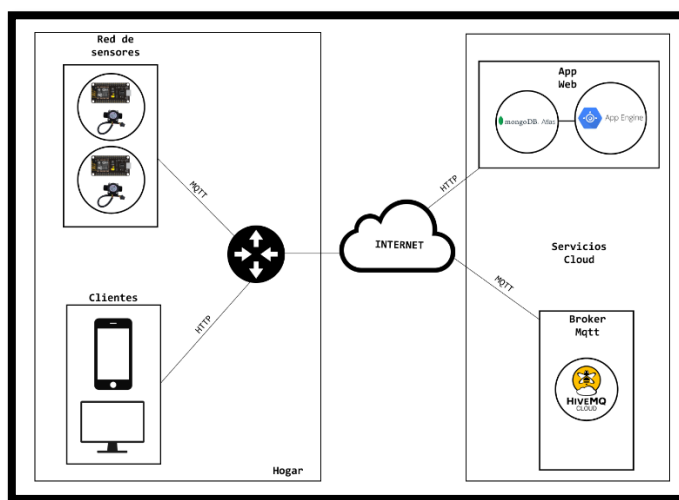 Red de
sensores
MQTT
Clientes
HTTP
Hogar
INTERNET
HTTP
MQTT
App
Web
mongoDB. Atlas
App Engine
Servicios
Cloud
Broker
Mqtt
HIVEMQ
CLOUD